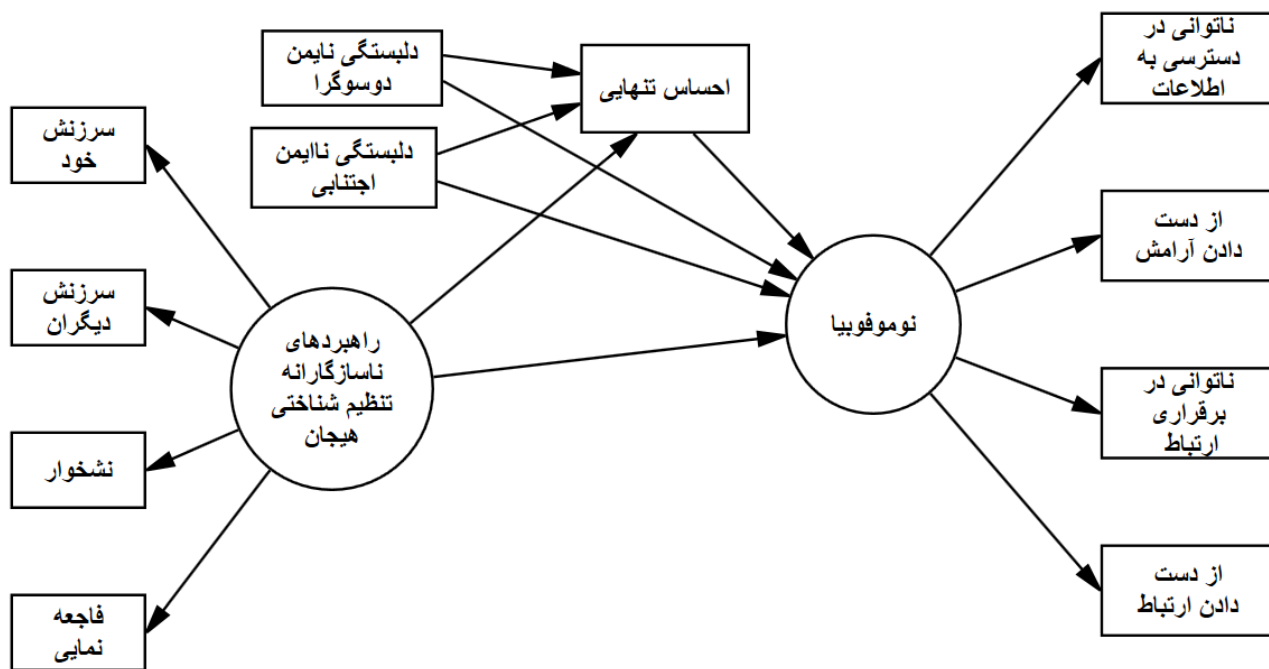 ناتوانی در
دسترسی به
اطلاعات
دلبستگی نایمن
دوسوگرا
احساس تنهایی
سرزنش
خود
دلبستگی ناایمن
اجتنابی
از دست
دادن آرامش
سرزنش
دیگران
نوموفوبیا
راهبردهای
ناسازگارانه
تنظیم شناختی
هیجان
ناتوانی در
برقراری
ارتباط
نشخوار
از دست
دادن ارتباط
فاجعه
نمایی